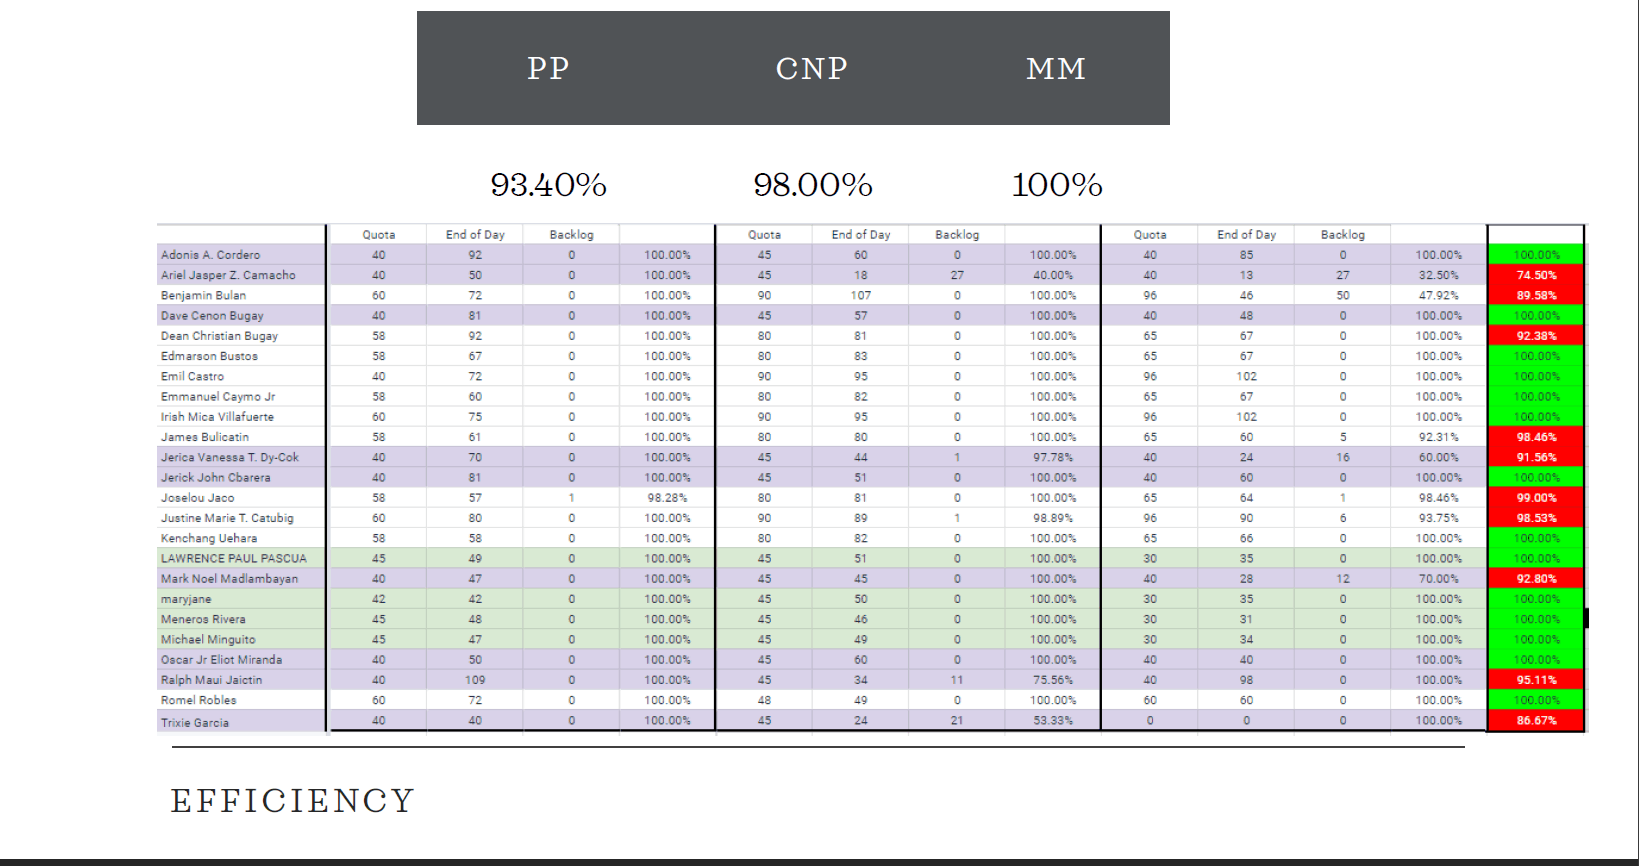 PP CNP MM
93.40% 98.00% 100%
Quota End of Day Backlog Quota End of Day Backlog Quota End of Day Backlog
Adonis A. Cordero 40 92 0 100.00% 45 60 0 100.00% 40 85 0 100.00% 100.00%
Ariel Jasper Z. Camacho 40 50 0 100.00% 45 18 27 40.00% 40 13 27 32.50% 74.50%
Benjamin Bulan 60 72 0 100.00% 90 107 0 100.00% 96 46 50 47.92% 89.58%
Dave Cenon Bugay 40 81 0 100.00% 45 57 0 100.00% 40 48 0 100.00% 100.00%
Dean Christian Bugay 58 92 0 100.00% 80 81 0 100.00% 65 67 0 100.00% 92.38%
Edmarson Bustos 58 67 0 100.00% 80 83 0 100.00% 65 67 0 100.00% 100.00%
Emil Castro 40 72 0 100.00% 90 95 0 100.00% 96 102 0 100.00% 100.00%
Emmanuel Caymo Jr 58 60 0 100.00% 80 82 0 100.00% 65 67 0 100.00% 100.00%
Irish Mica Villafuerte 60 75 0 100.00% 90 95 0 100.00% 96 102 0 100.00% 100.00%
James Bulicatin 58 61 0 100.00% 80 80 0 100.00% 65 60 5 92.31% 98.46%
Jerica Vanessa T. Dy-Cok 40 70 0 100.00% 45 44 1 97.78% 40 24 16 60.00% 91.56%
Jerick John Cbarera 40 81 0 100.00% 45 51 0 100.00% 40 60 0 100.00% 100.00%
Joselou Jaco 58 57 1 98.28% 80 81 0 100.00% 65 64 1 98.46% 99.00%
Justine Marie T. Catubig 60 80 0 100.00% 90 89 1 98.89% 96 90 6 93.75% 98.53%
Kenchang Uehara 58 58 0 100.00% 80 82 0 100.00% 65 66 0 100.00% 100.00%
LAWRENCE PAUL PASCUA 45 49 0 100.00% 45 51 0 100.00% 30 35 0 100.00% 100.00%
Mark Noel Madlambayan 40 47 0 100.00% 45 45 0 100.00% 40 28 12 70.00% 92.80%
maryjane 42 42 0 100.00% 45 50 0 100.00% 30 35 0 100.00% 100.00%
Meneros Rivera 45 48 0 100.00% 45 46 0 100.00% 30 31 0 100.00% 100.00%
Michael Minguito 45 47 0 100.00% 45 49 0 100.00% 30 34 0 100.00% 100.00%
Oscar Jr Eliot Miranda 40 50 0 100.00% 45 60 0 100.00% 40 40 0 100.00% 100.00%
Ralph Maui Jaictin 40 109 0 100.00% 45 34 11 75.56% 40 98 0 100.00% 95.11%
Romel Robles 60 72 0 100.00% 48 49 0 100.00% 60 60 0 100.00% 100.00%
Trixie Garcia 40 40 0 100.00% 45 24 21 53.33% 0 0 0 100.00% 86.67%
EFFICIENCY